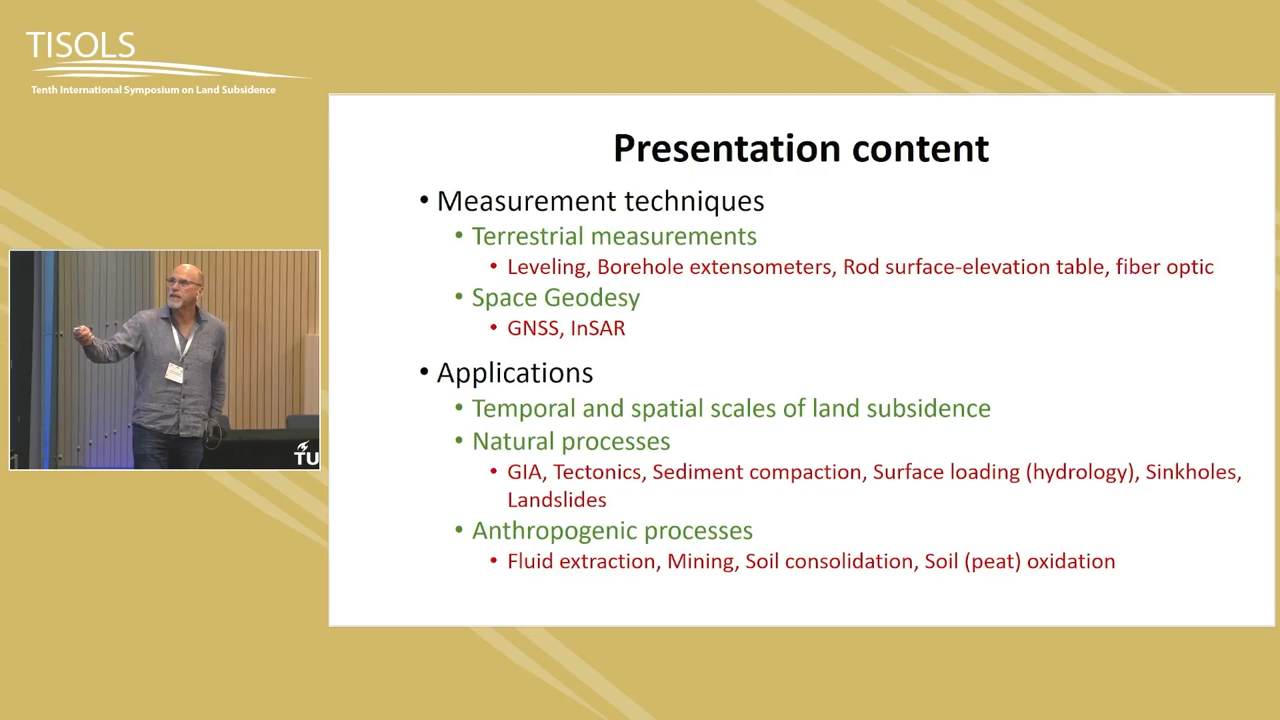 TISOLS
Tenth International Symposium on Land Subsidence
Presentation content
• Measurement techniques
• Terrestrial measurements
• Leveling, Borehole extensometers, Rod surface-elevation table, fiber optic
• Space Geodesy
• GNSS, InSAR
• Applications
• Temporal and spatial scales of land subsidence
• Natural processes
• GIA, Tectonics, Sediment compaction, Surface loading (hydrology), Sinkholes,
Landslides
• Anthropogenic processes
• Fluid extraction, Mining, Soil consolidation, Soil (peat) oxidation
TU